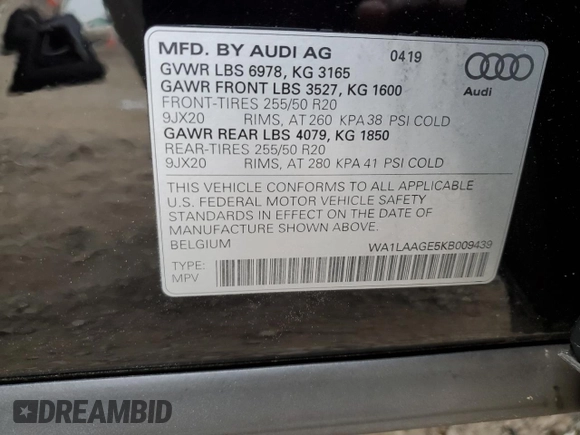 MFD. BY AUDI AG 0419
GVWR LBS 6978, KG 3165
GAWR FRONT LBS 3527, KG 1600
FRONT-TIRES 255/50 R20
9JX20 RIMS, AT 260 KPA 38 PSI COLD
GAWR REAR LBS 4079, KG 1850
REAR-TIRES 255/50 R20
9JX20 RIMS, AT 280 KPA 41 PSI COLD
Audi
THIS VEHICLE CONFORMS TO ALL APPLICABLE
U.S. FEDERAL MOTOR VEHICLE SAFETY
STANDARDS IN EFFECT ON THE DATE OF
MANUFACTURE SHOWN ABOVE.
BELGIUM WA1LAAGE5KB009439
TYPE:
MPV
DREAMBID